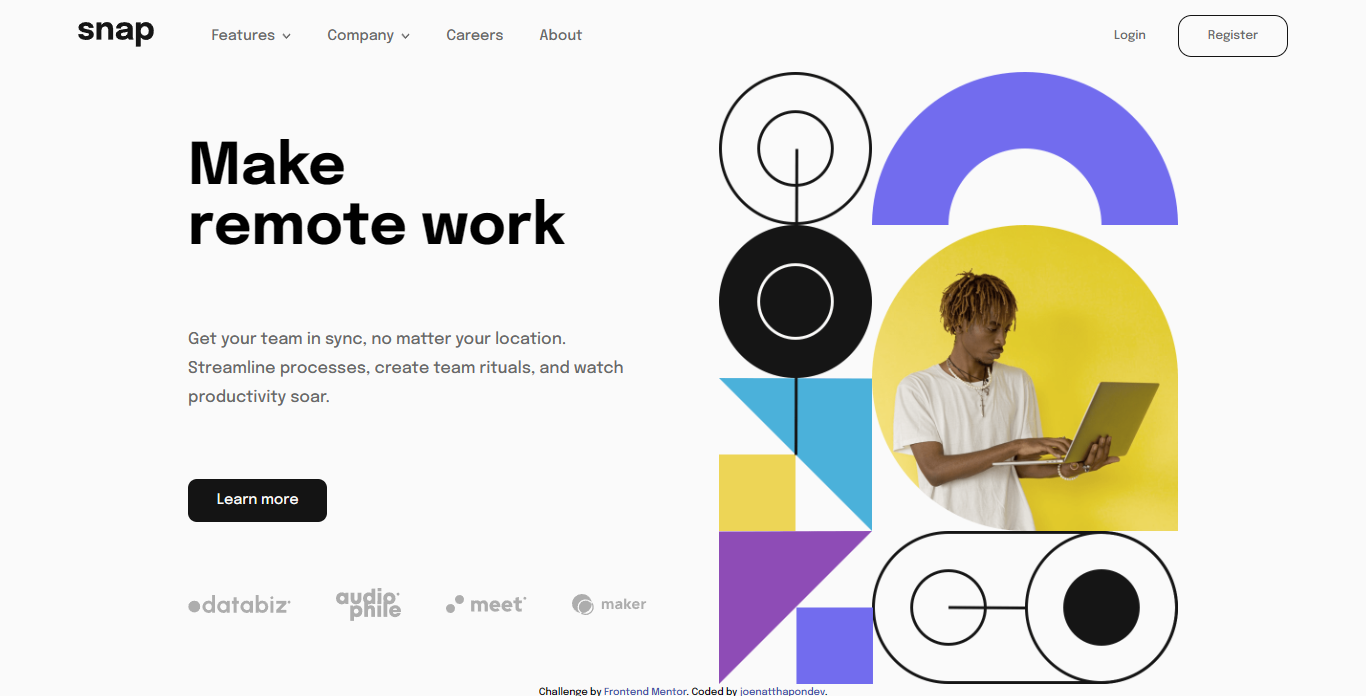 snap
Features
Company
Careers
About
Login
Register
Make
remote work
Get your team in sync, no matter your location.
Streamline processes, create team rituals, and watch
productivity soar.
Learn more
databiz
audio
phile
meet
maker
Challenge by Frontend Mentor. Coded by joenatthapondev.